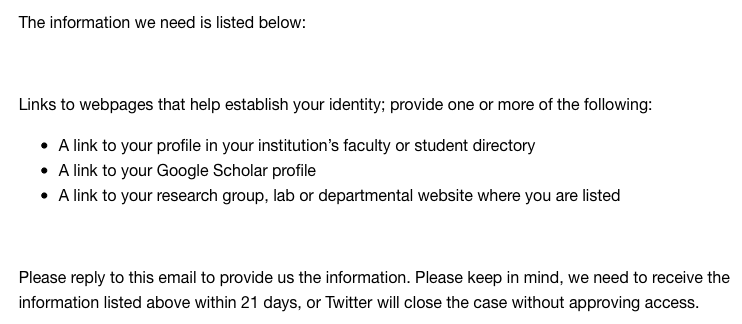 The information we need is listed below:
Links to webpages that help establish your identity; provide one or more of the following:
• A link to your profile in your institution’s faculty or student directory
• A link to your Google Scholar profile
• A link to your research group, lab or departmental website where you are listed
Please reply to this email to provide us the information. Please keep in mind, we need to receive the
information listed above within 21 days, or Twitter will close the case without approving access.